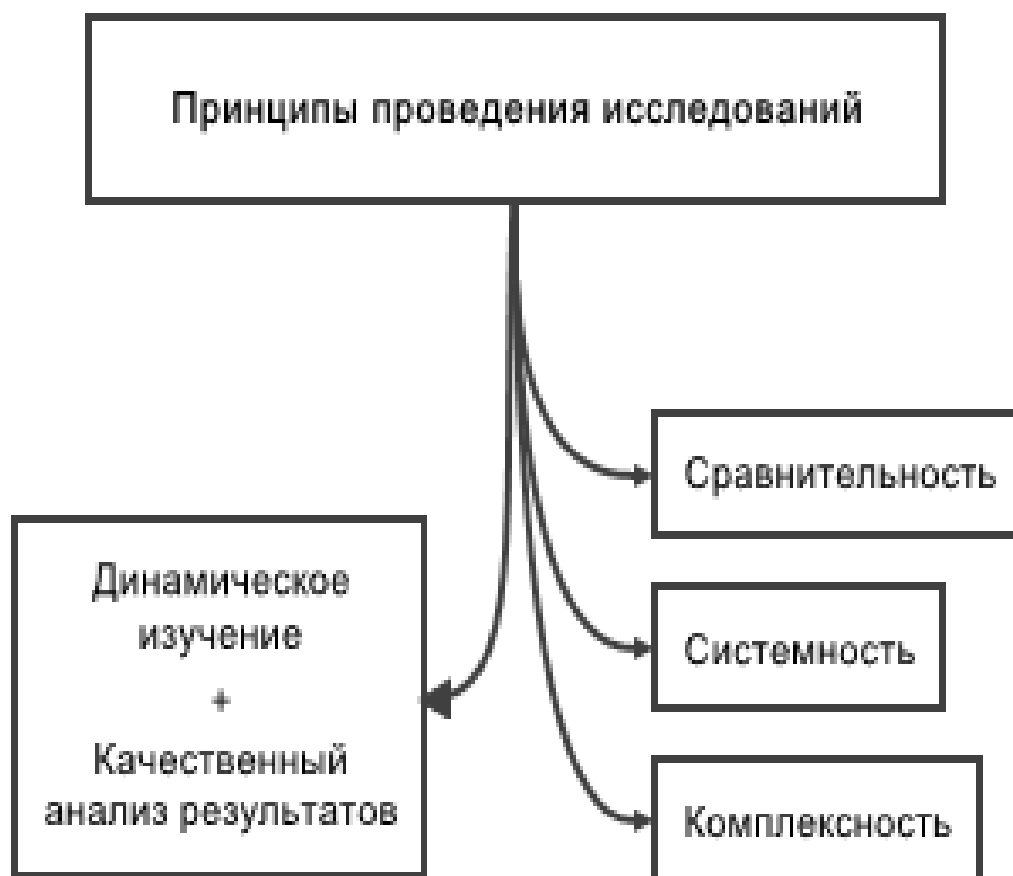 Принципы проведения исследований
Сравнительность
Динамическое
изучение
+
Качественный
анализ результатов
Системность
Комплексность